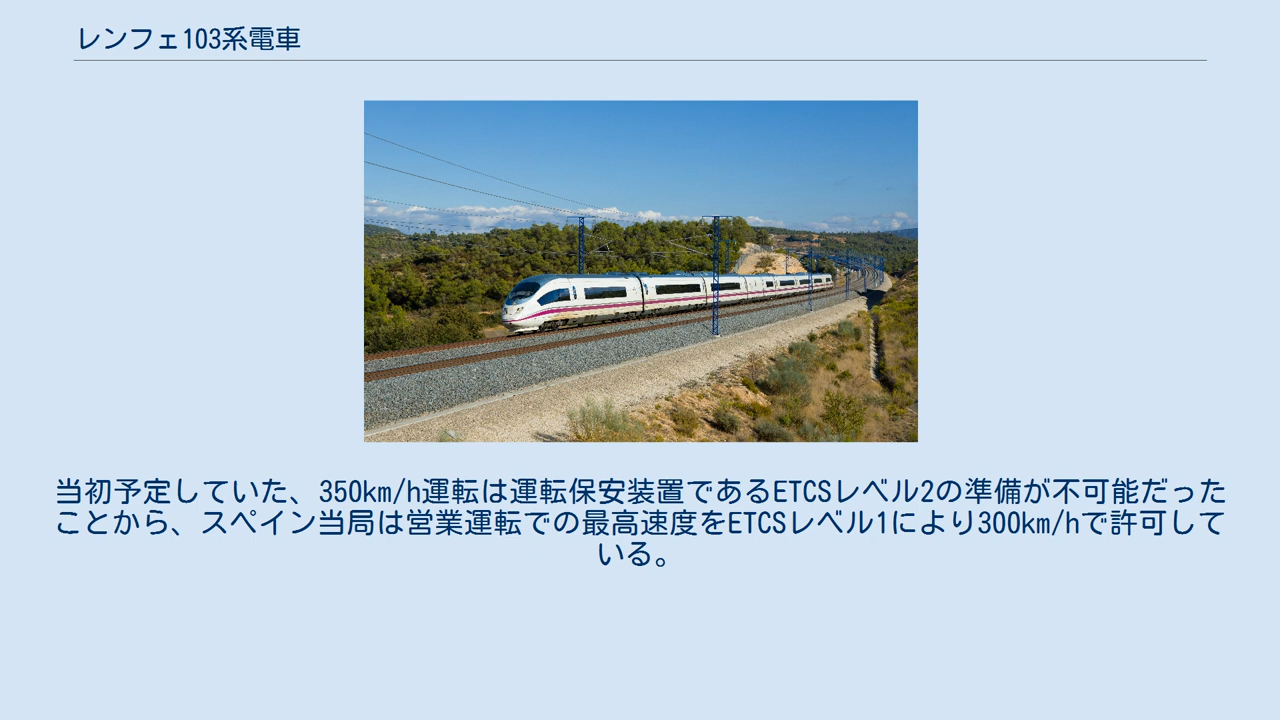 レンフェ103系電車
当初予定していた、350km/h運転は運転保安装置であるETCSレベル2の準備が不可能だった
ことから、スペイン当局は営業運転での最高速度をETCSレベル1により300km/hで許可して
いる。